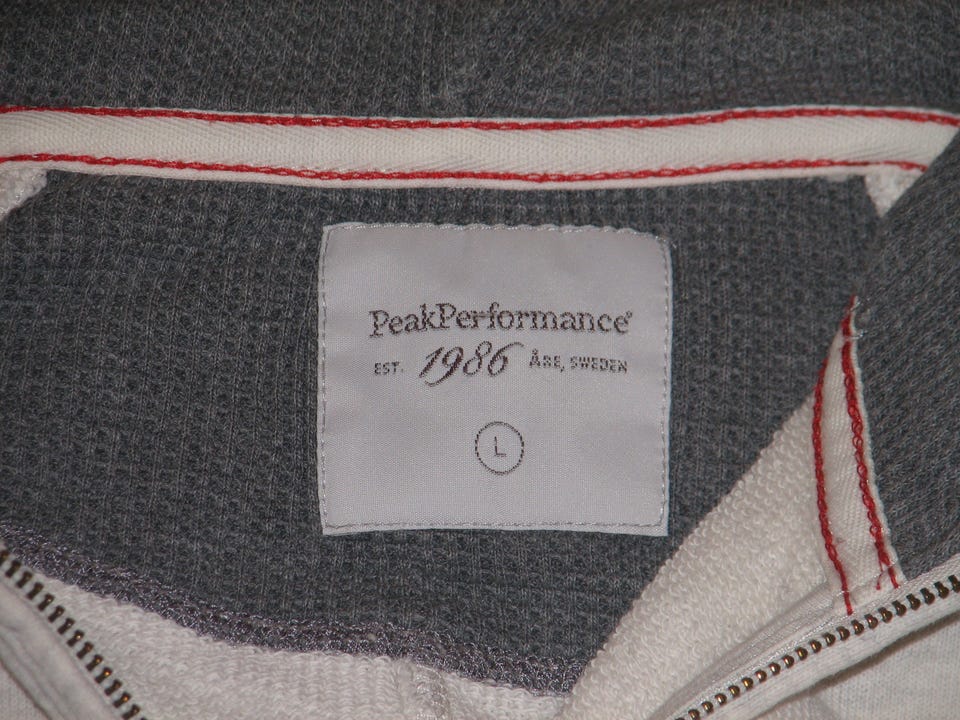 PeakPerformance®
EST. 1986 ÅRE, SWEDEN
L